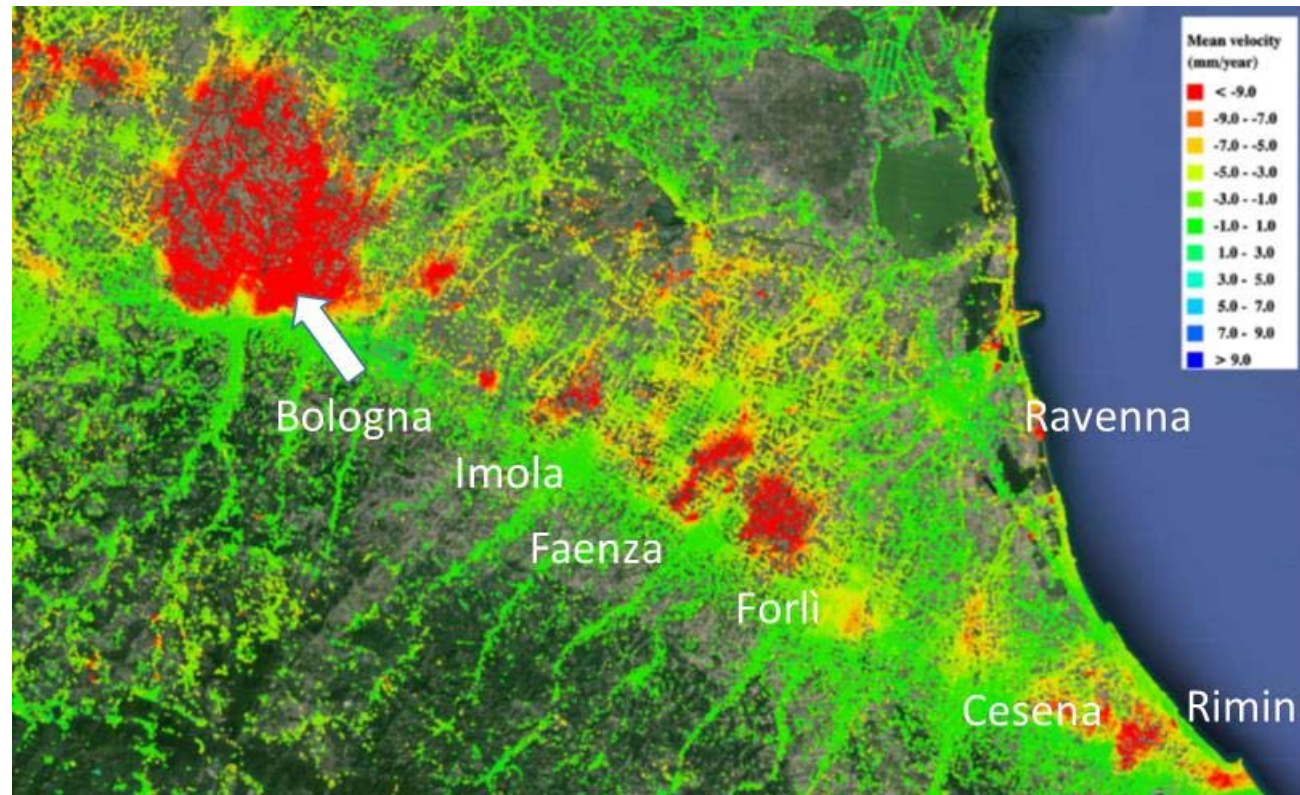 Mean velocity
(mm/year)
< -9.0
-9.0 - -7.0
-7.0 - -5.0
-5.0 - -3.0
-3.0 - -1.0
-1.0 - 1.0
1.0 - 3.0
3.0 - 5.0
5.0 - 7.0
7.0 - 9.0
> 9.0
Bologna
Ravenna
Imola
Faenza
Forlì
Cesena
Rimin